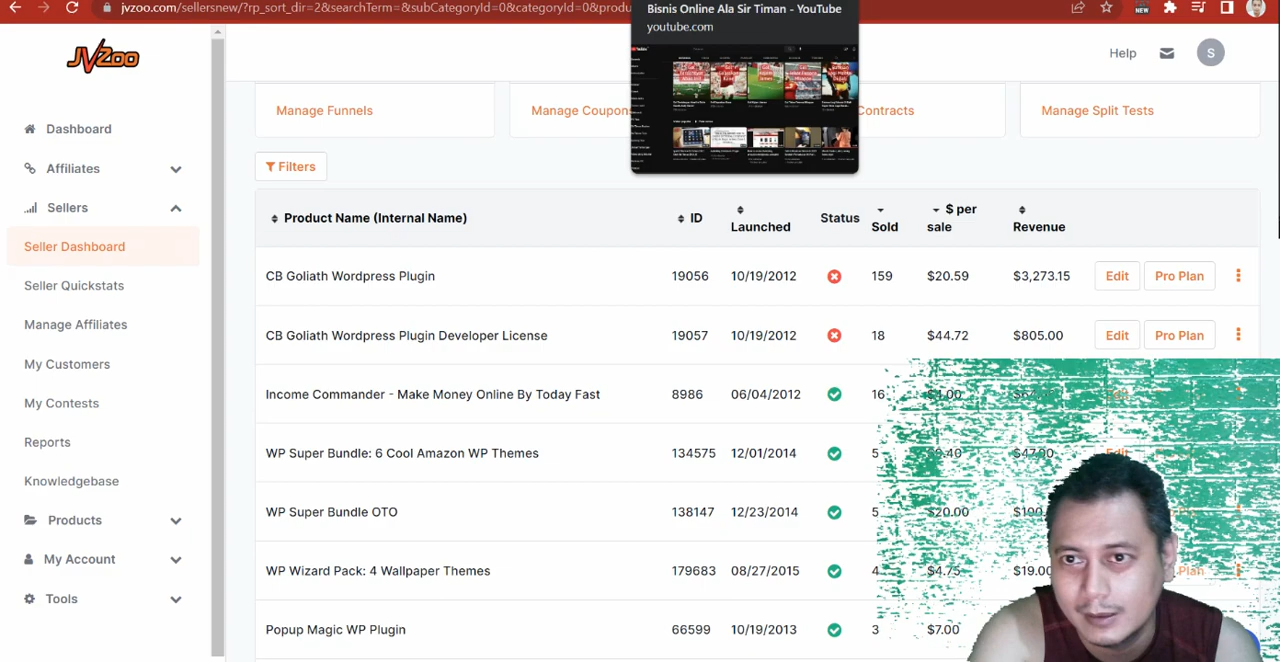 jvzoo.com/sellersnew/?rp_sort_dir=2&searchTerm=&subCategoryId=0&categoryId=0&produ
Bisnis Online Ala Sir Timan - YouTube
youtube.com
NEW
JVZoo
Help
S
Manage Funnels
Manage Coupons
Contracts
Manage Split Tests
Dashboard
Affiliates
Sellers
Seller Dashboard
Seller Quickstats
Manage Affiliates
My Customers
My Contests
Reports
Knowledgebase
Products
My Account
Tools
Filters
Product Name (Internal Name) ID Launched Status Sold $ per sale Revenue
CB Goliath Wordpress Plugin 19056 10/19/2012 159 $20.59 $3,273.15 Edit Pro Plan
CB Goliath Wordpress Plugin Developer License 19057 10/19/2012 18 $44.72 $805.00 Edit Pro Plan
Income Commander - Make Money Online By Today Fast 8986 06/04/2012 16
WP Super Bundle: 6 Cool Amazon WP Themes 134575 12/01/2014 5
WP Super Bundle OTO 138147 12/23/2014 5 $20.00
WP Wizard Pack: 4 Wallpaper Themes 179683 08/27/2015 4 $4.75 $19.00
Popup Magic WP Plugin 66599 10/19/2013 3 $7.00